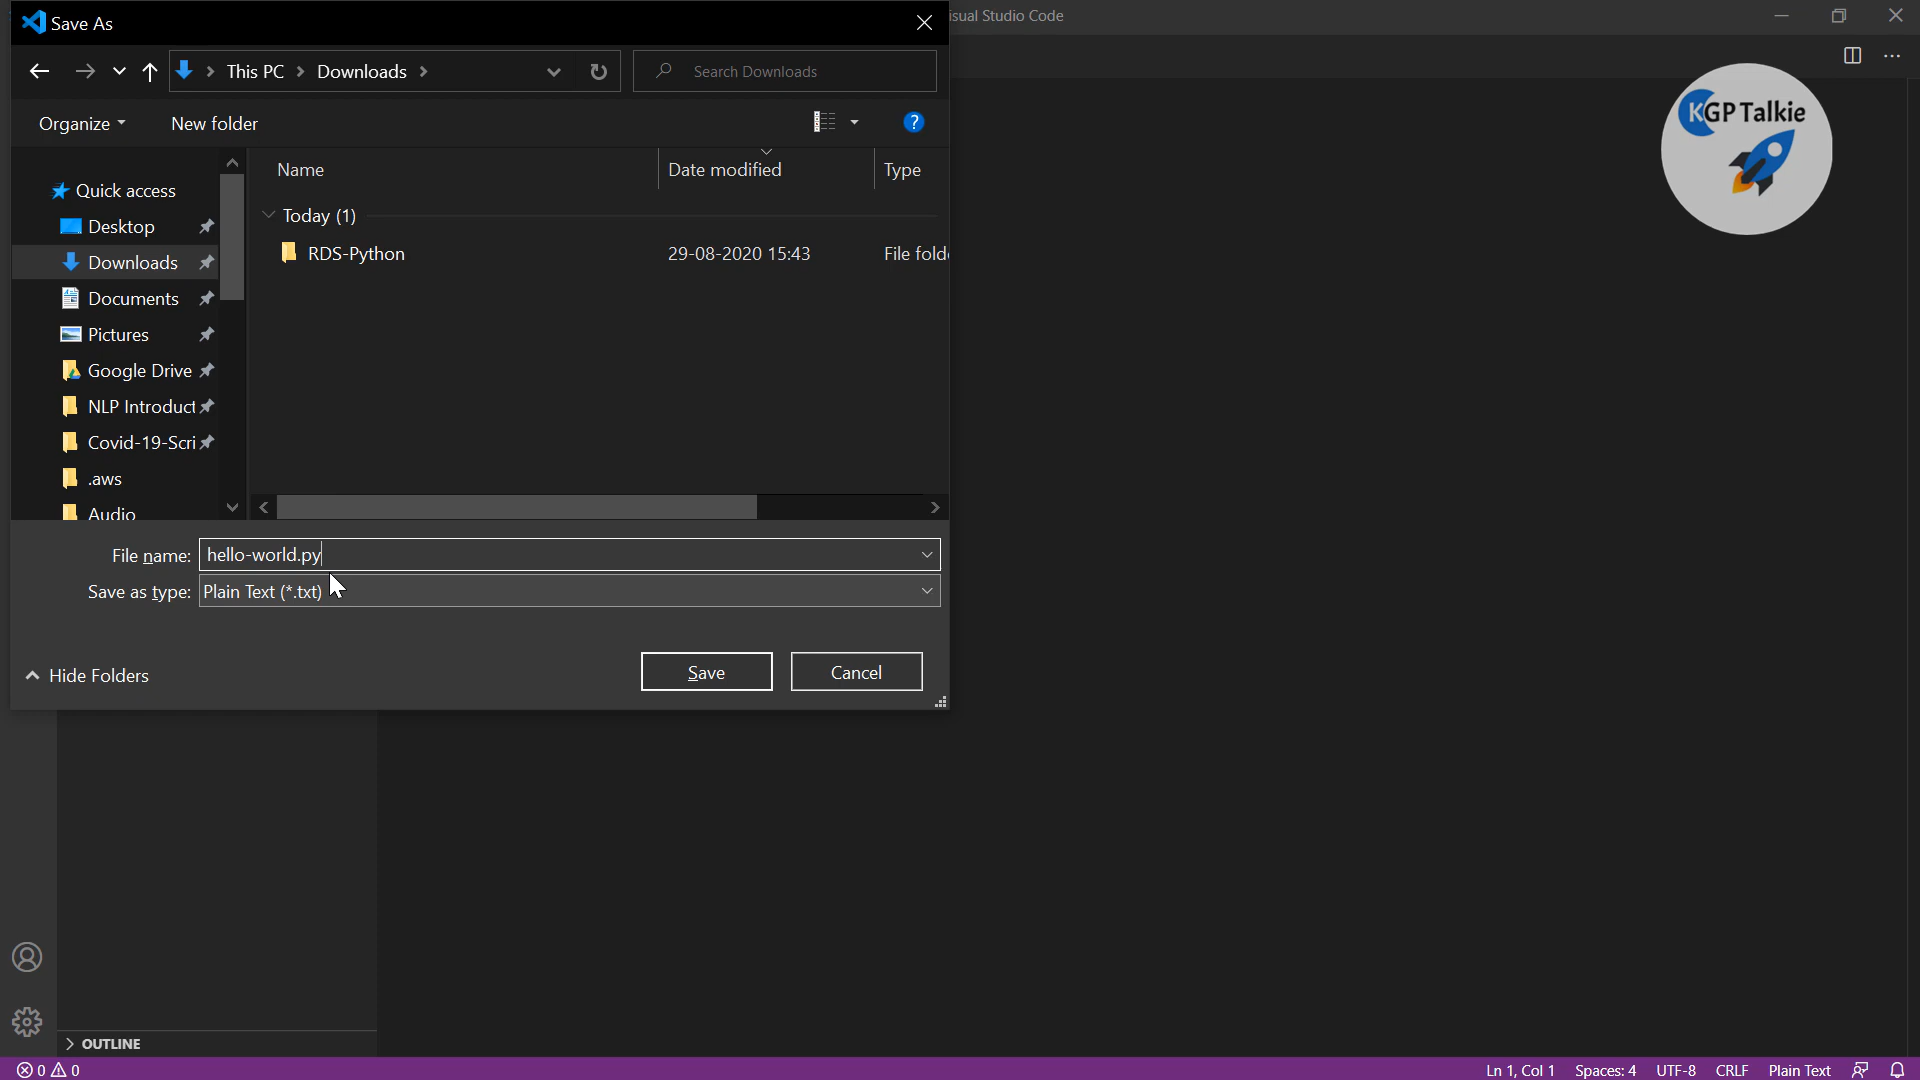 Save As
isual Studio Code
This PC > Downloads >
Search Downloads
Organize
New folder
?
KGP Talkie
Name
Date modified
Type
Quick access
Today (1)
Desktop
RDS-Python
29-08-2020 15:43
File fold
Downloads
Documents
Pictures
Google Drive
NLP Introduct
Covid-19-Scri
.aws
Audio
File name: hello-world.py
Save as type: Plain Text (*.txt)
Hide Folders
Save
Cancel
OUTLINE
0 0
Ln 1, Col 1
Spaces: 4
UTF-8
CRLF
Plain Text